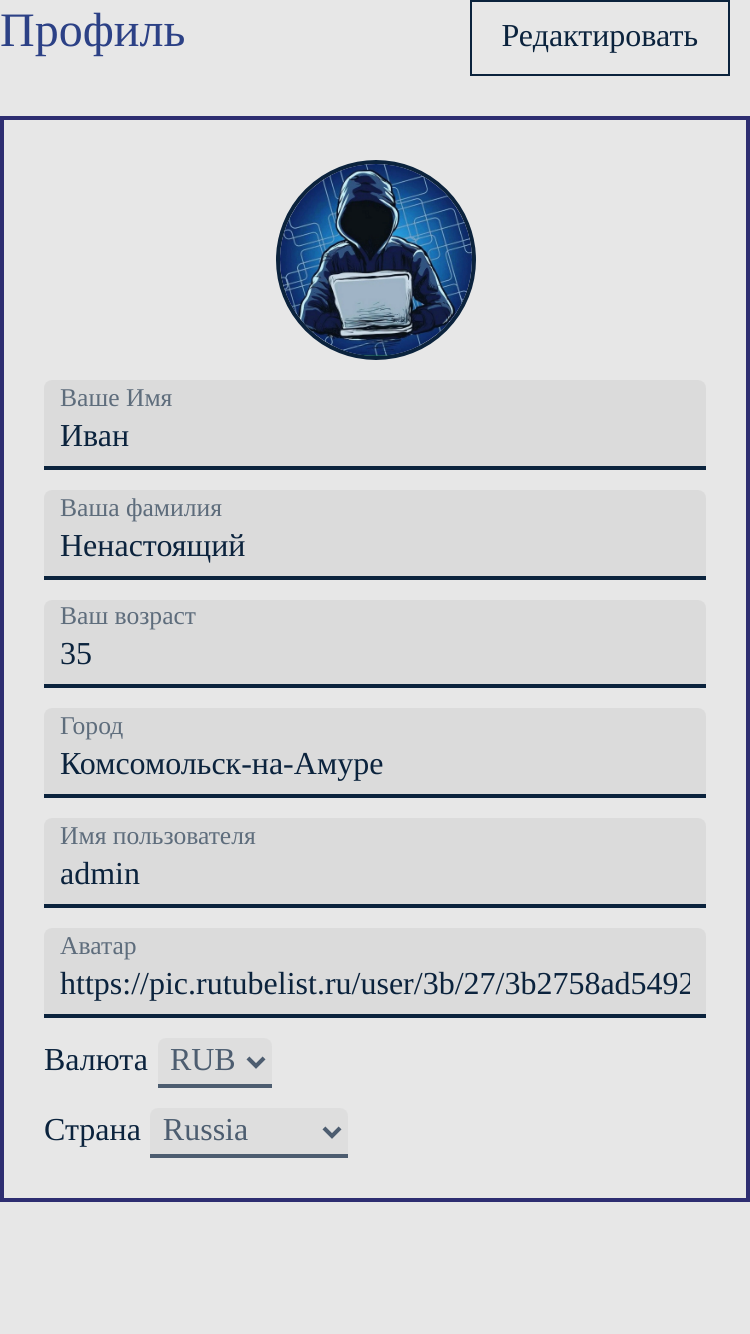 Профиль
Редактировать
Ваше Имя
Иван
Ваша фамилия
Ненастоящий
Ваш возраст
35
Город
Комсомольск-на-Амуре
Имя пользователя
admin
Аватар
https://pic.rutubelist.ru/user/3b/27/3b2758ad5492
Валюта RUB
Страна Russia